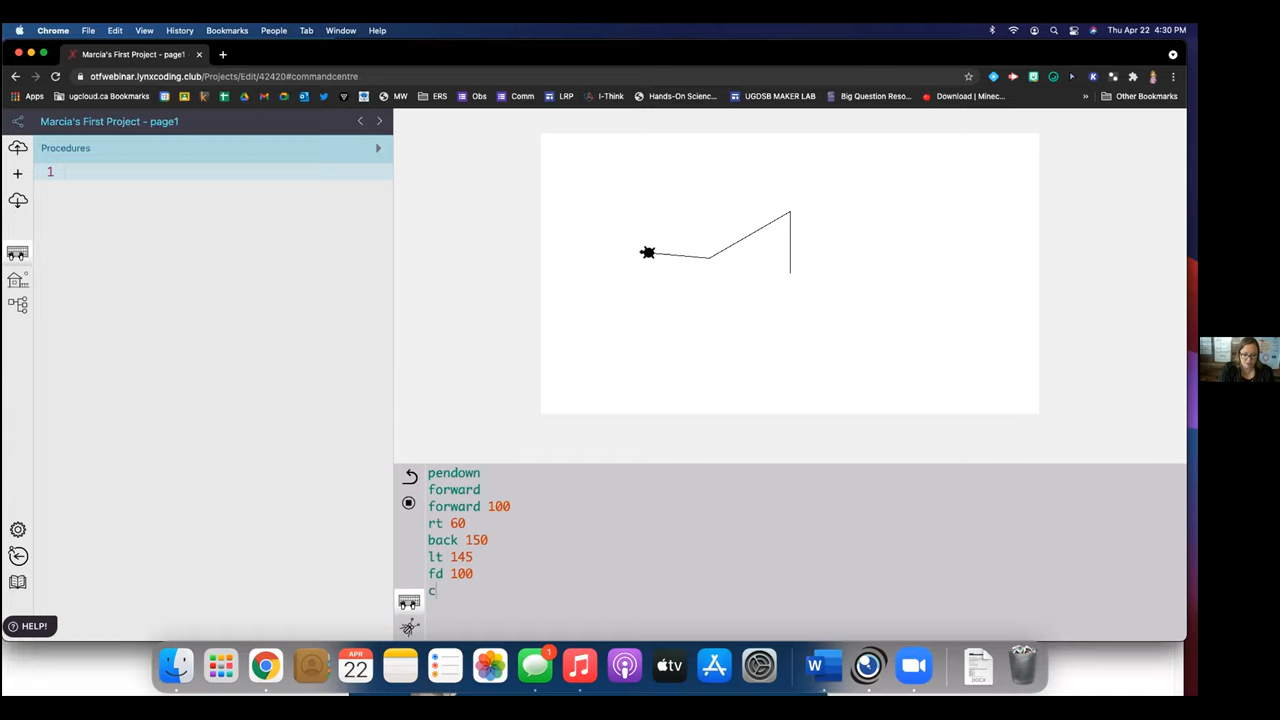 Chrome File Edit View History Bookmarks People Tab Window Help Thu Apr 22 4:30 PM
Marcia's First Project - page1
otfwebinar.lynxcoding.club/Projects/Edit/42420#commandcentre
Apps ugcloud.ca Bookmarks MW ERS Obs Comm LRP I-Think Hands-On Scienc... UGDSB MAKER LAB Big Question Reso... Download | Minec... » Other Bookmarks
Marcia's First Project - page1
Procedures
1
pendown
forward
forward 100
rt 60
back 150
lt 145
fd 100
c
HELP!
APR
22
1
tv
W
DOCX